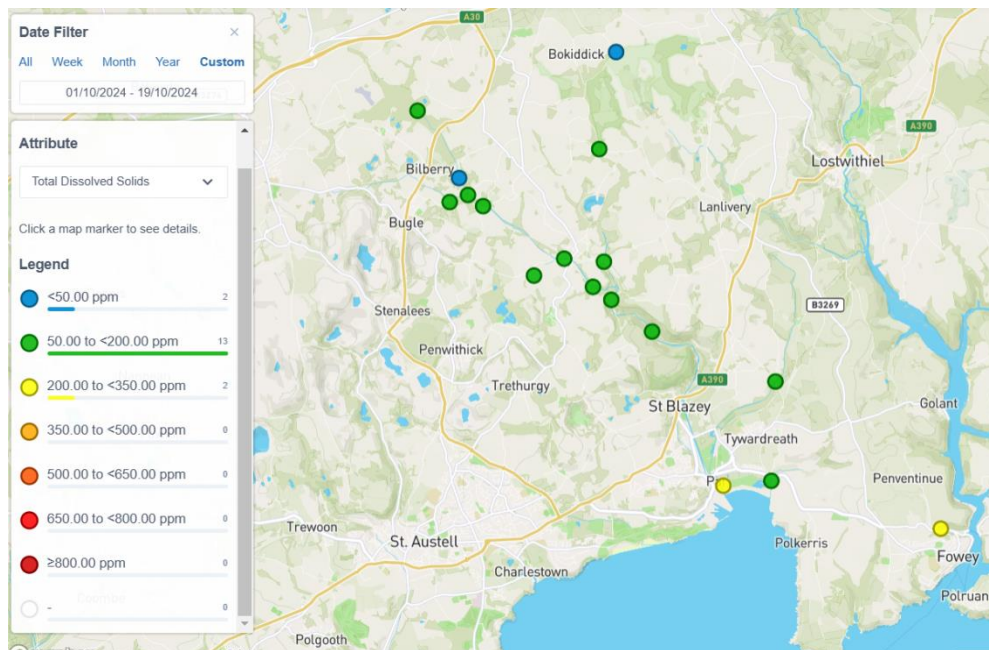 Date Filter ×
All Week Month Year Custom
01/10/2024 - 19/10/2024
Attribute
Total Dissolved Solids
Click a map marker to see details.
Legend
<50.00 ppm 2
50.00 to <200.00 ppm 13
200.00 to <350.00 ppm 2
350.00 to <500.00 ppm 0
500.00 to <650.00 ppm 0
650.00 to <800.00 ppm 0
≥800.00 ppm 0
- 0
A30
Bokiddick
A390
Lostwithiel
Bilberry
Lanlivery
Bugle
B3269
Stenalees
Penwithick
Trethurgy
A390
St Blazey
Golant
Tywardreath
Penventinue
Trewoon
St. Austell
Polkerris
Fowey
Charlestown
Polruan
Polgooth